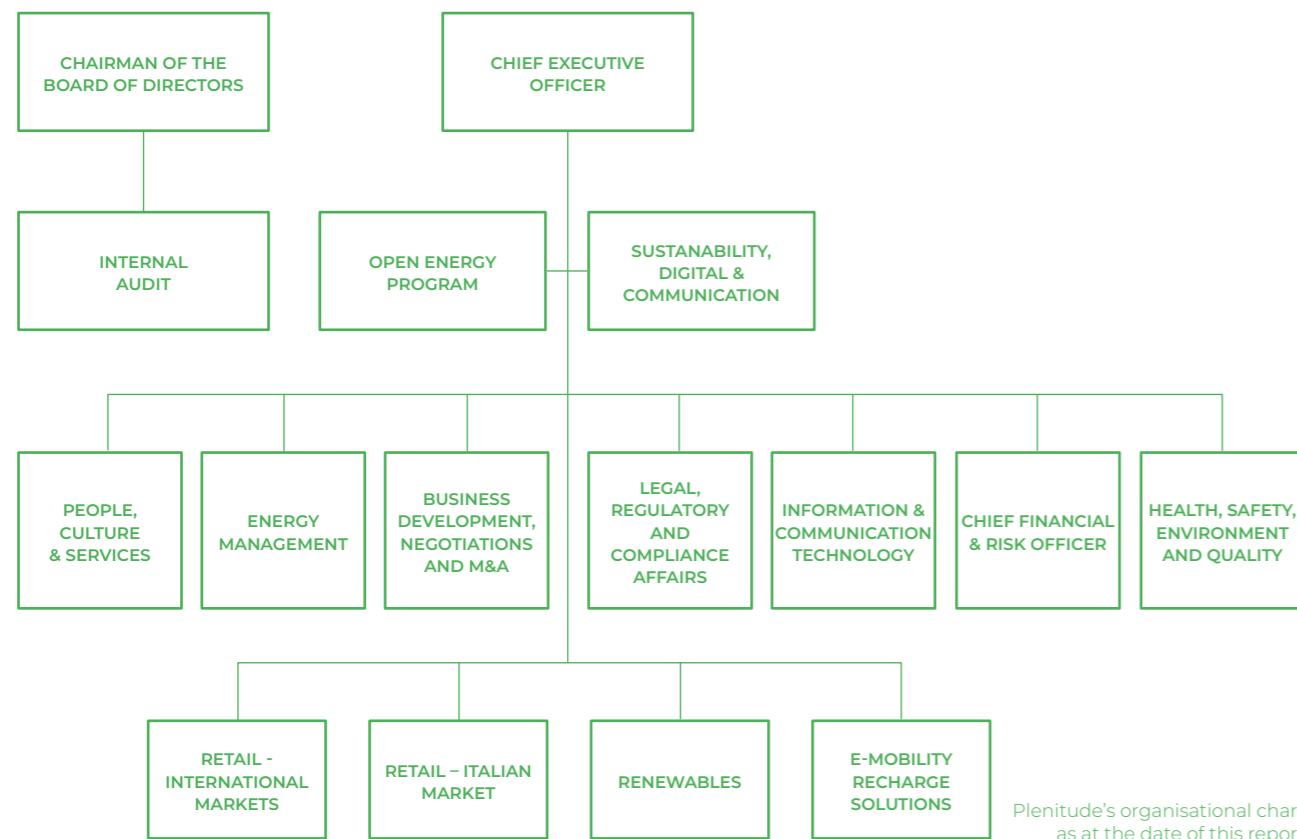 CHAIRMAN OF THE
BOARD OF DIRECTORS
CHIEF EXECUTIVE
OFFICER
INTERNAL
AUDIT
OPEN ENERGY
PROGRAM
SUSTANABILITY,
DIGITAL &
COMMUNICATION
PEOPLE,
CULTURE
& SERVICES
ENERGY
MANAGEMENT
BUSINESS
DEVELOPMENT,
NEGOTIATIONS
AND M&A
LEGAL,
REGULATORY
AND
COMPLIANCE
AFFAIRS
INFORMATION &
COMMUNICATION
TECHNOLOGY
CHIEF FINANCIAL
& RISK OFFICER
HEALTH, SAFETY,
ENVIRONMENT
AND QUALITY
RETAIL -
INTERNATIONAL
MARKETS
RETAIL – ITALIAN
MARKET
RENEWABLES
E-MOBILITY
RECHARGE
SOLUTIONS
Plenitude's organisational char
as at the date of this repor